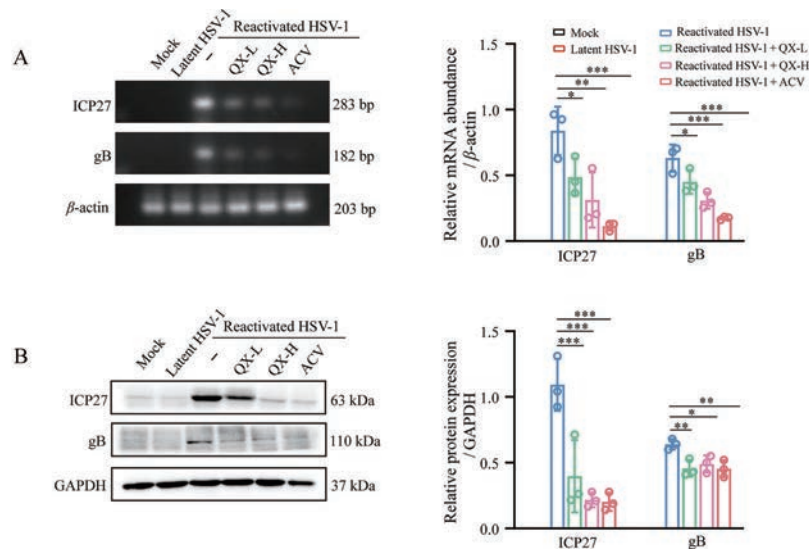 A
Reactivated HSV-1
Mock
Latent HSV-1
–
QX-L
QX-H
ACV
ICP27
283 bp
gB
182 bp
β-actin
203 bp
Relative mRNA abundance
/ β-actin
1.5
1.0
0.5
0.0
Mock
Latent HSV-1
Reactivated HSV-1
Reactivated HSV-1+QX-L
Reactivated HSV-1+QX-H
Reactivated HSV-1+ACV
***
**
*
***
***
*
ICP27
gB
B
Reactivated HSV-1
Mock
Latent HSV-1
–
QX-L
QX-H
ACV
ICP27
63 kDa
gB
110 kDa
GAPDH
37 kDa
Relative protein expression
/ GAPDH
1.5
1.0
0.5
0.0
***
***
***
**
*
**
ICP27
gB